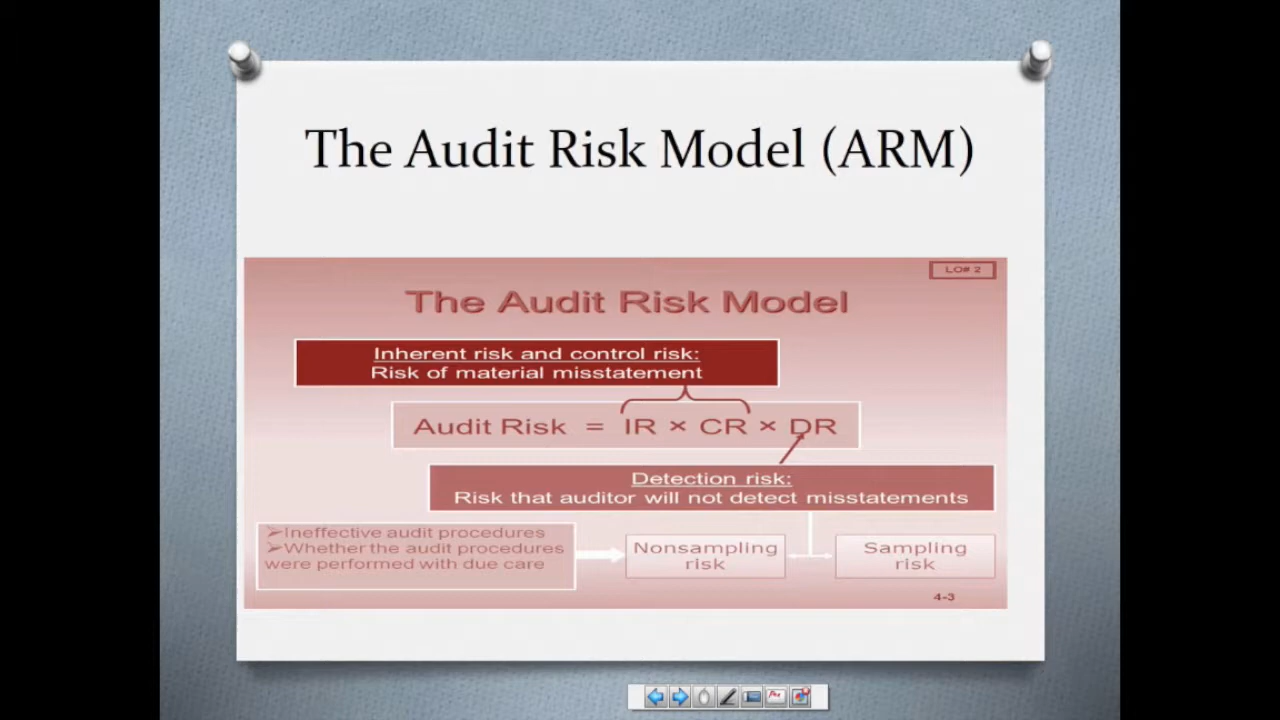 The Audit Risk Model (ARM)
LO# 2
The Audit Risk Model
Inherent risk and control risk:
Risk of material misstatement
Audit Risk = IR × CR × DR
Detection risk:
Risk that auditor will not detect misstatements
➢Ineffective audit procedures
➢Whether the audit procedures
were performed with due care
Nonsampling
risk
Sampling
risk
4-3